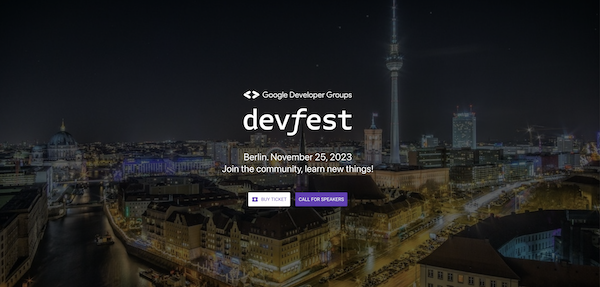 Google Developer Groups
devfest
Berlin. November 25, 2023
Join the community, learn new things!
BUY TICKET
CALL FOR SPEAKERS